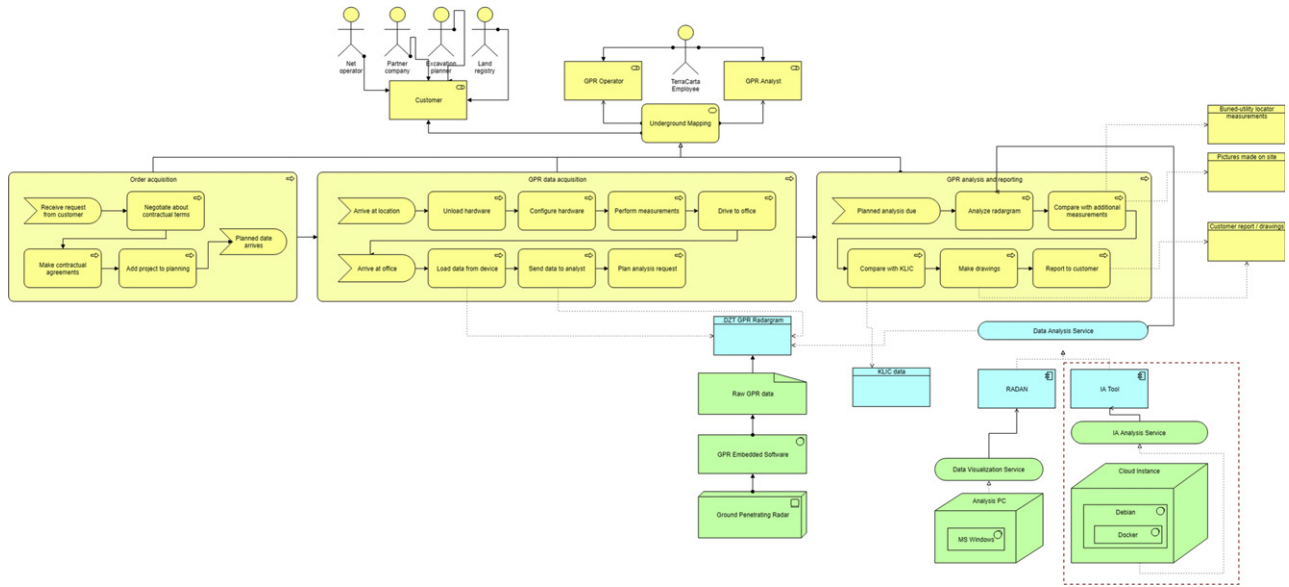 Net
operator
Partner
company
Excavation
planner
Land
registry
TerraCarta
Employee
Customer
GPR Operator
GPR Analyst
Underground Mapping
Buried-utility locator
measurements
Pictures made on site
Customer report / drawings
Order acquisition
Receive request
from customer
Negotiate about
contractual terms
Planned date
arrives
Make contractual
agreements
Add project to planning
GPR data acquisition
Arrive at location
Unload hardware
Configure hardware
Perform measurements
Drive to office
Arrive at office
Load data from device
Send data to analyst
Plan analysis request
GPR analysis and reporting
Planned analysis due
Analyze radargram
Compare with additional
measurements
Compare with KLIC
Make drawings
Report to customer
DZT GPR Radargram
Data Analysis Service
KLIC data
Raw GPR data
RADAN
IA Tool
GPR Embedded Software
IA Analysis Service
Data Visualization Service
Ground Penetrating Radar
Analysis PC
MS Windows
Cloud Instance
Debian
Docker